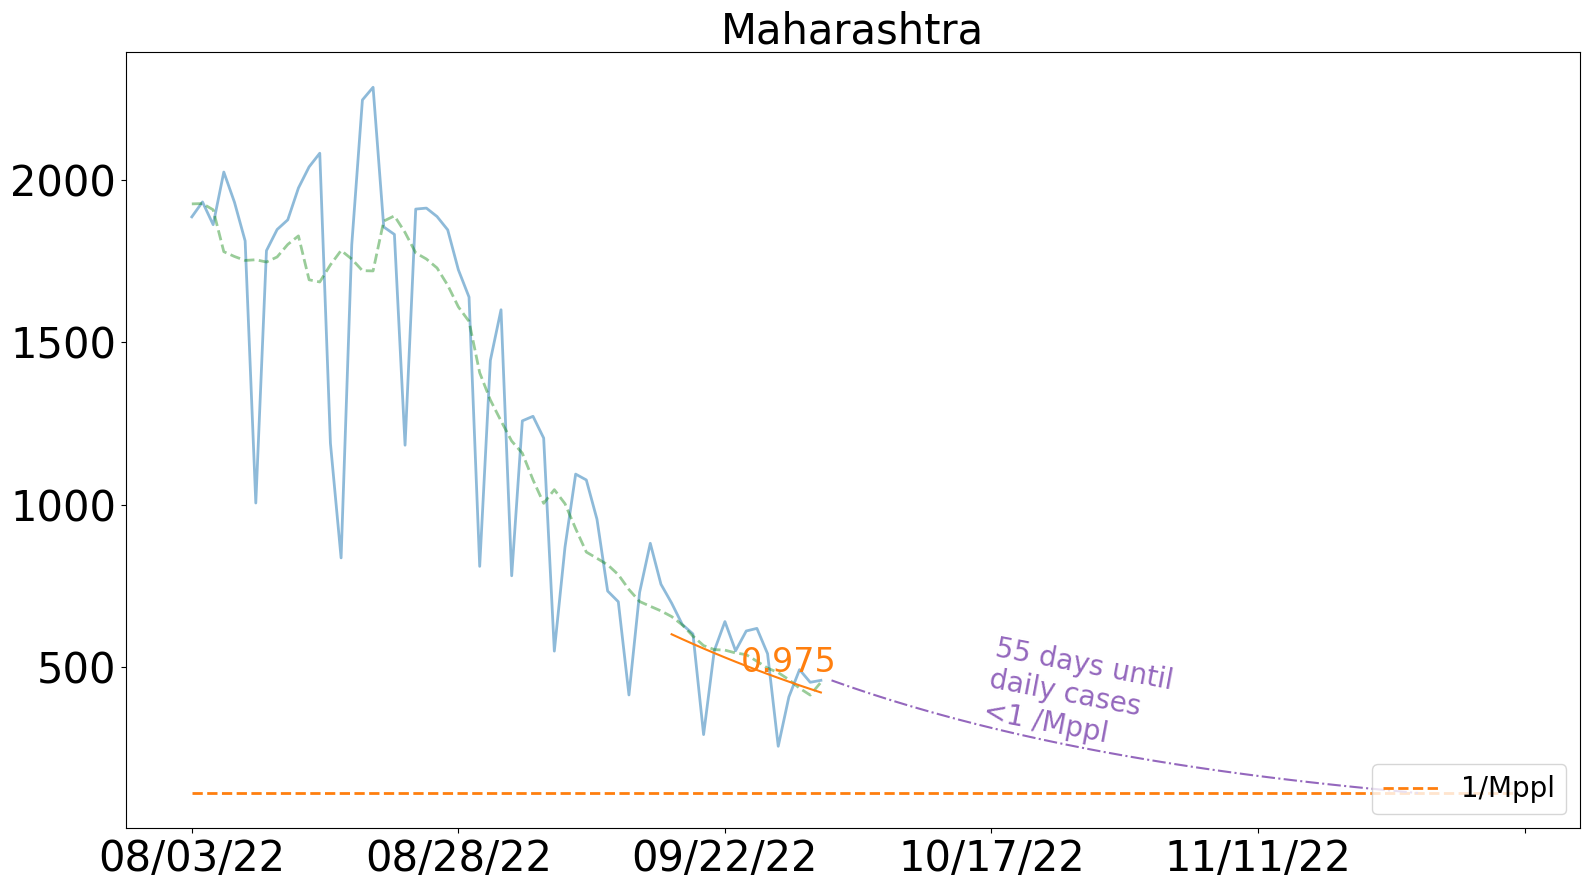 Maharashtra
2000
1500
1000
500
0.975
55 days until
daily cases
<1 /Mppl
1/Mppl
08/03/22
08/28/22
09/22/22
10/17/22
11/11/22